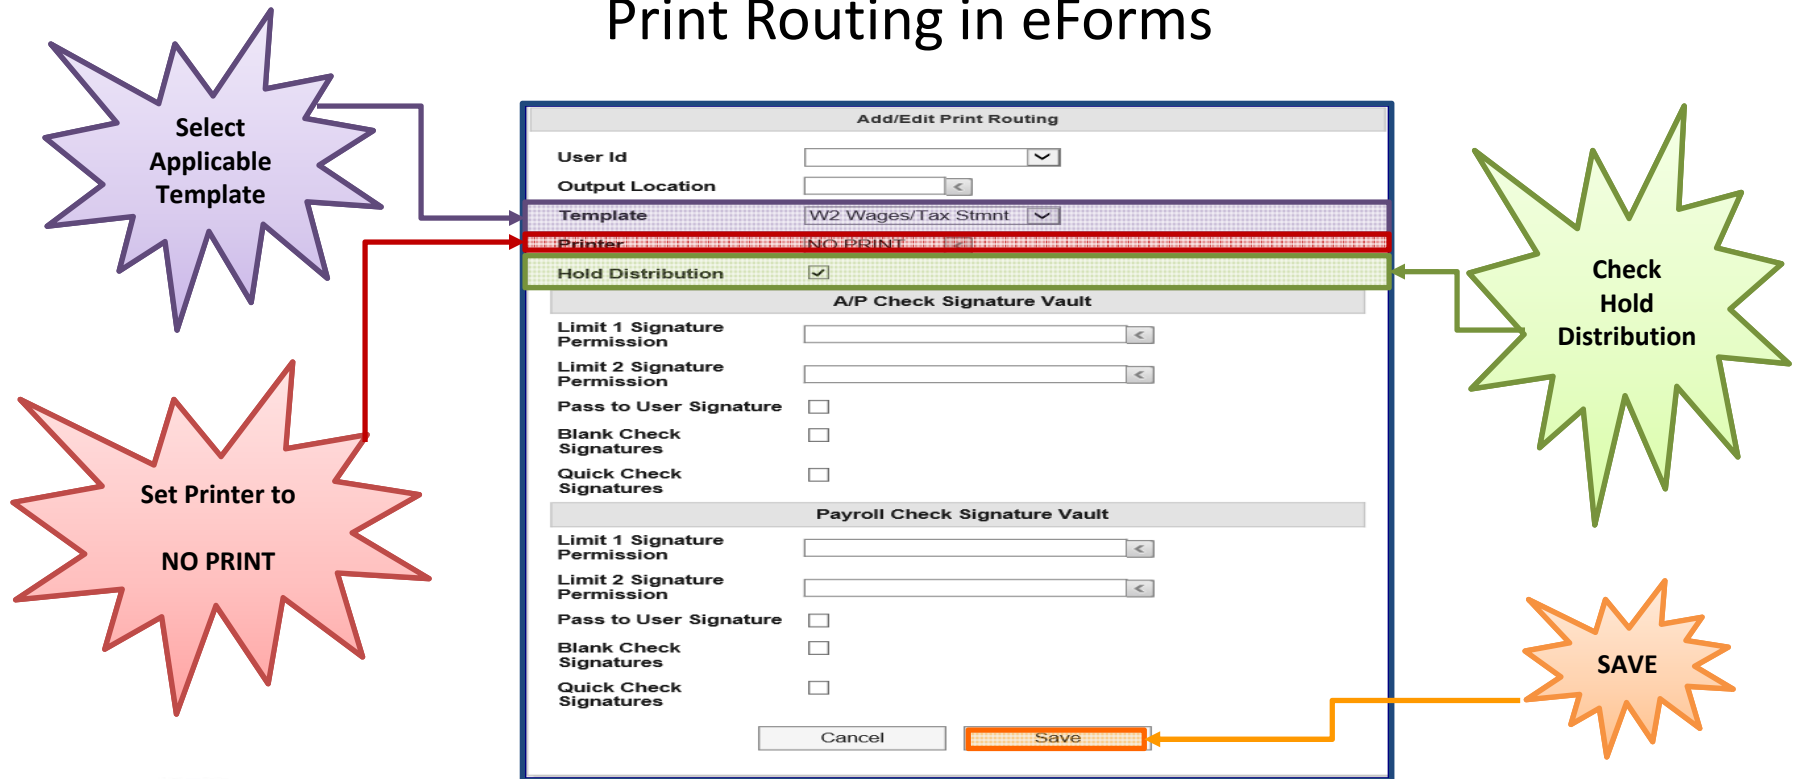 Print Routing in eForms
Select
Applicable
Template
Set Printer to
NO PRINT
Add/Edit Print Routing
User Id
Output Location
Template W2 Wages/Tax Stmnt
Printer NO PRINT
Hold Distribution
A/P Check Signature Vault
Limit 1 Signature
Permission
Limit 2 Signature
Permission
Pass to User Signature
Blank Check
Signatures
Quick Check
Signatures
Payroll Check Signature Vault
Limit 1 Signature
Permission
Limit 2 Signature
Permission
Pass to User Signature
Blank Check
Signatures
Quick Check
Signatures
Cancel Save
Check
Hold
Distribution
SAVE